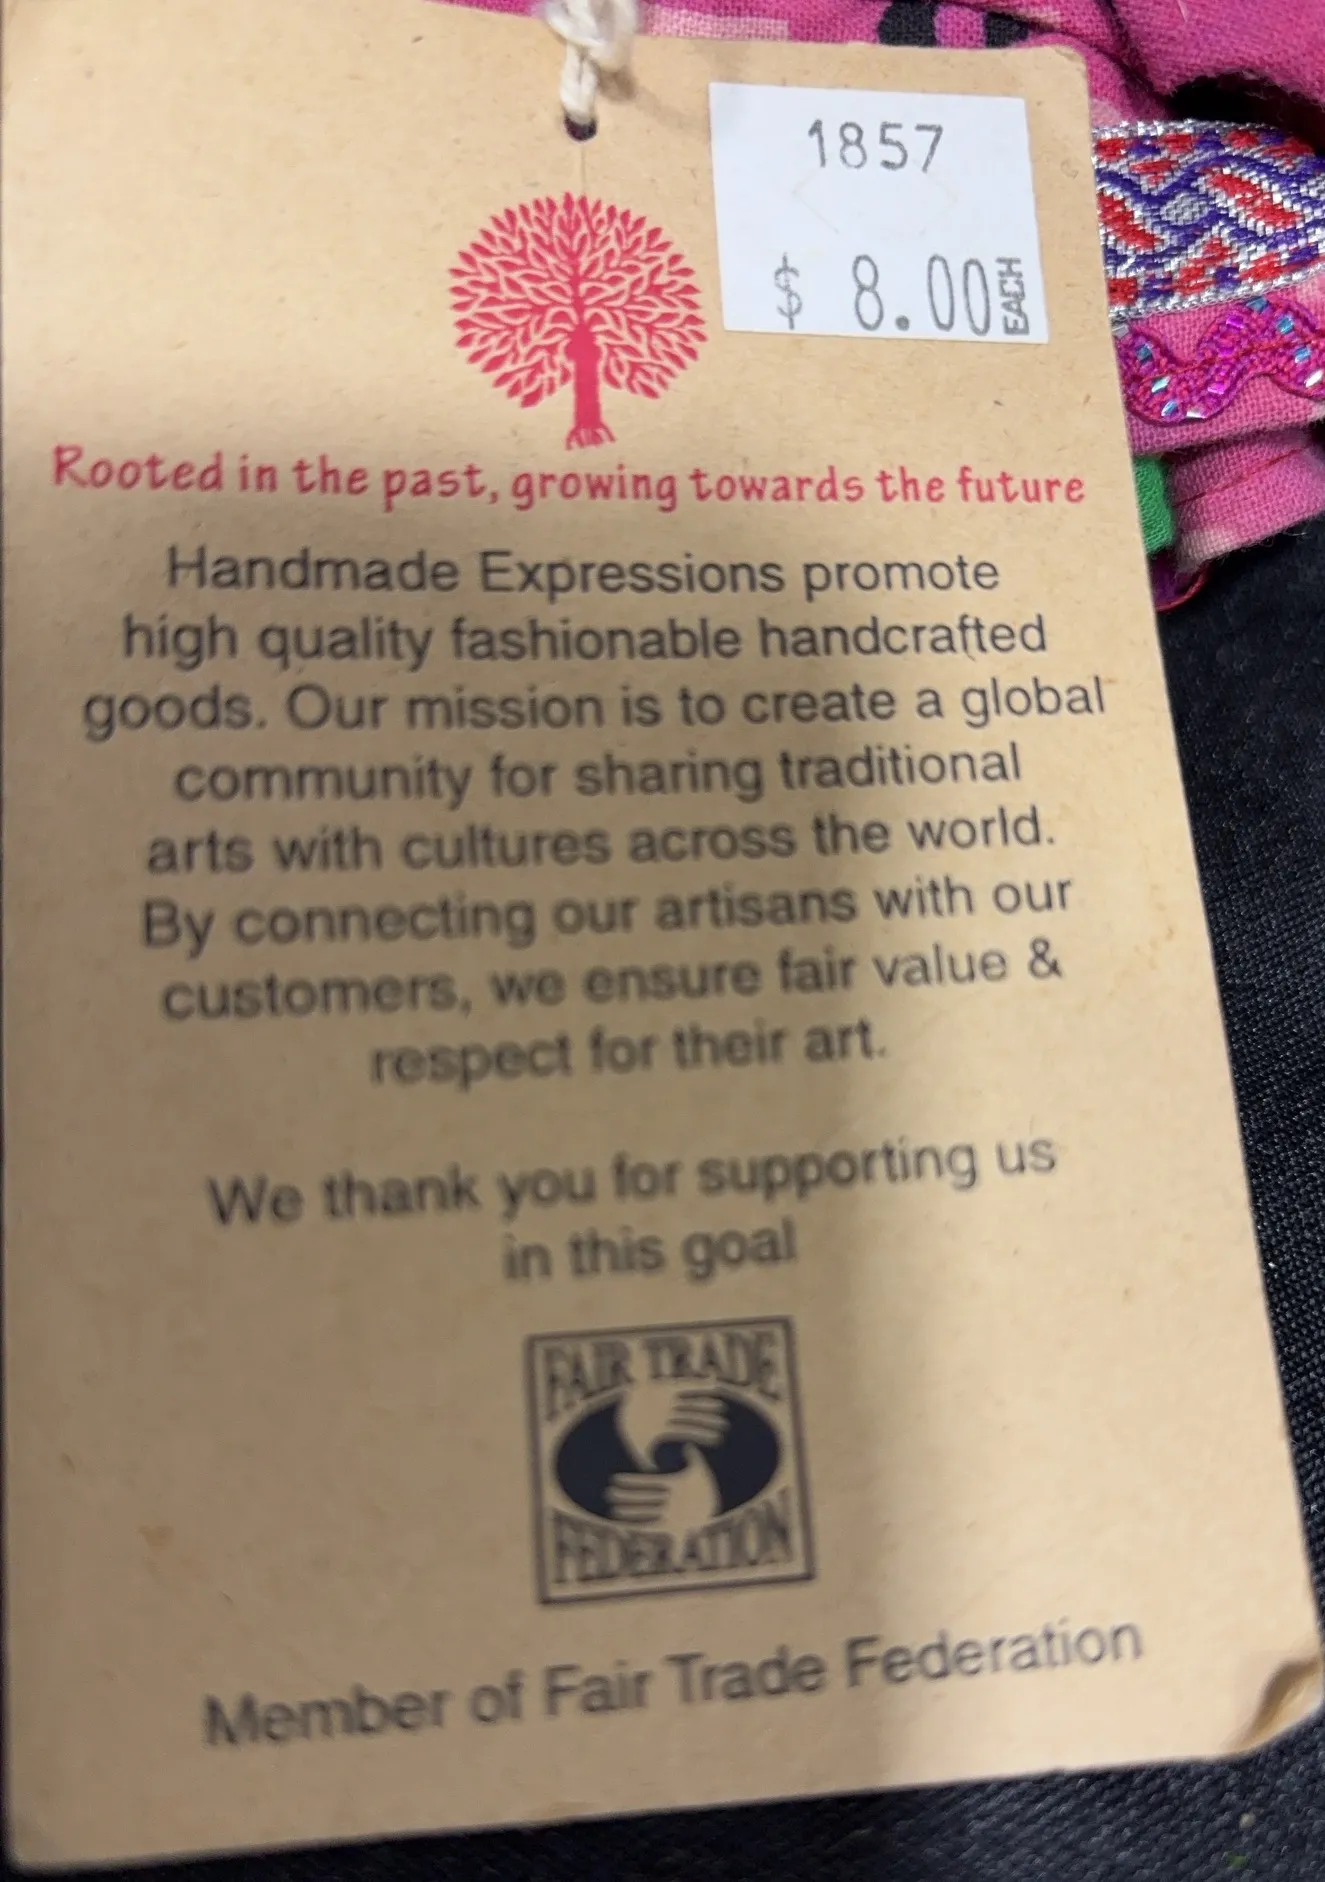 1857
$ 8.00 EACH
Rooted in the past, growing towards the future
Handmade Expressions promote
high quality fashionable handcrafted
goods. Our mission is to create a global
community for sharing traditional
arts with cultures across the world.
By connecting our artisans with our
customers, we ensure fair value &
respect for their art.
We thank you for supporting us
in this goal
FAIR TRADE
FEDERATION
Member of Fair Trade Federation